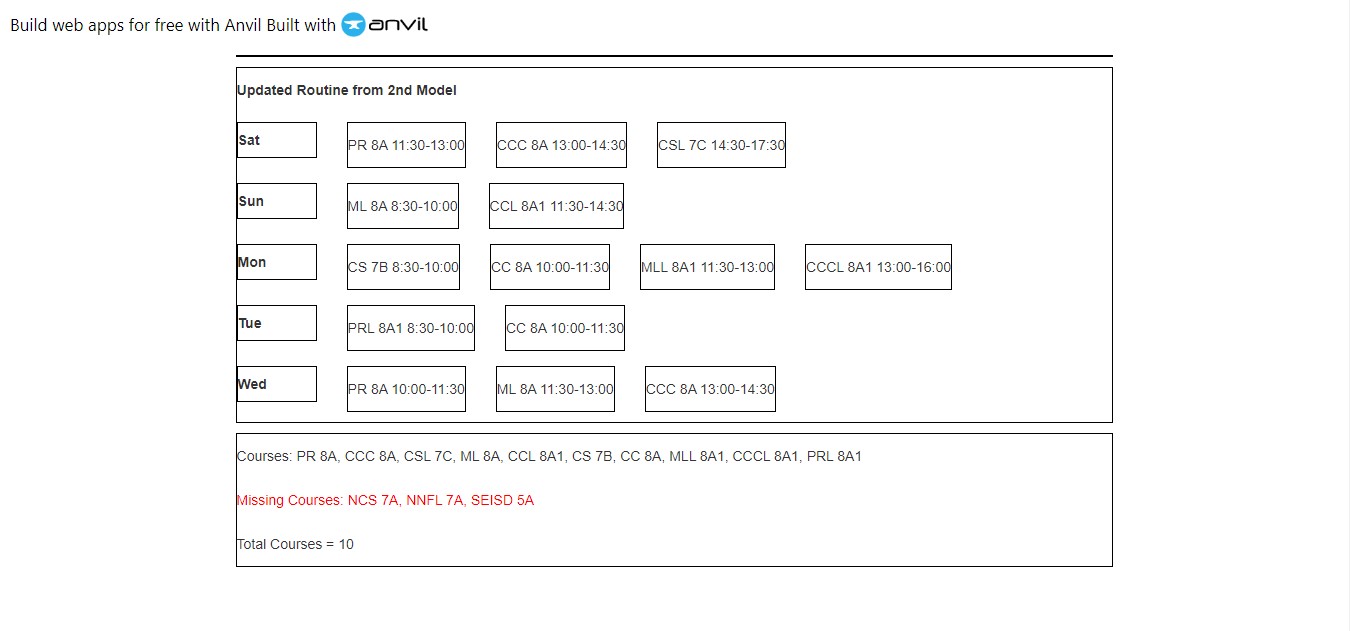 Build web apps for free with Anvil Built with anvil
Updated Routine from 2nd Model
Sat PR 8A 11:30-13:00 CCC 8A 13:00-14:30 CSL 7C 14:30-17:30
Sun ML 8A 8:30-10:00 CCL 8A1 11:30-14:30
Mon CS 7B 8:30-10:00 CC 8A 10:00-11:30 MLL 8A1 11:30-13:00 CCCL 8A1 13:00-16:00
Tue PRL 8A1 8:30-10:00 CC 8A 10:00-11:30
Wed PR 8A 10:00-11:30 ML 8A 11:30-13:00 CCC 8A 13:00-14:30
Courses: PR 8A, CCC 8A, CSL 7C, ML 8A, CCL 8A1, CS 7B, CC 8A, MLL 8A1, CCCL 8A1, PRL 8A1
Missing Courses: NCS 7A, NNFL 7A, SEISD 5A
Total Courses = 10